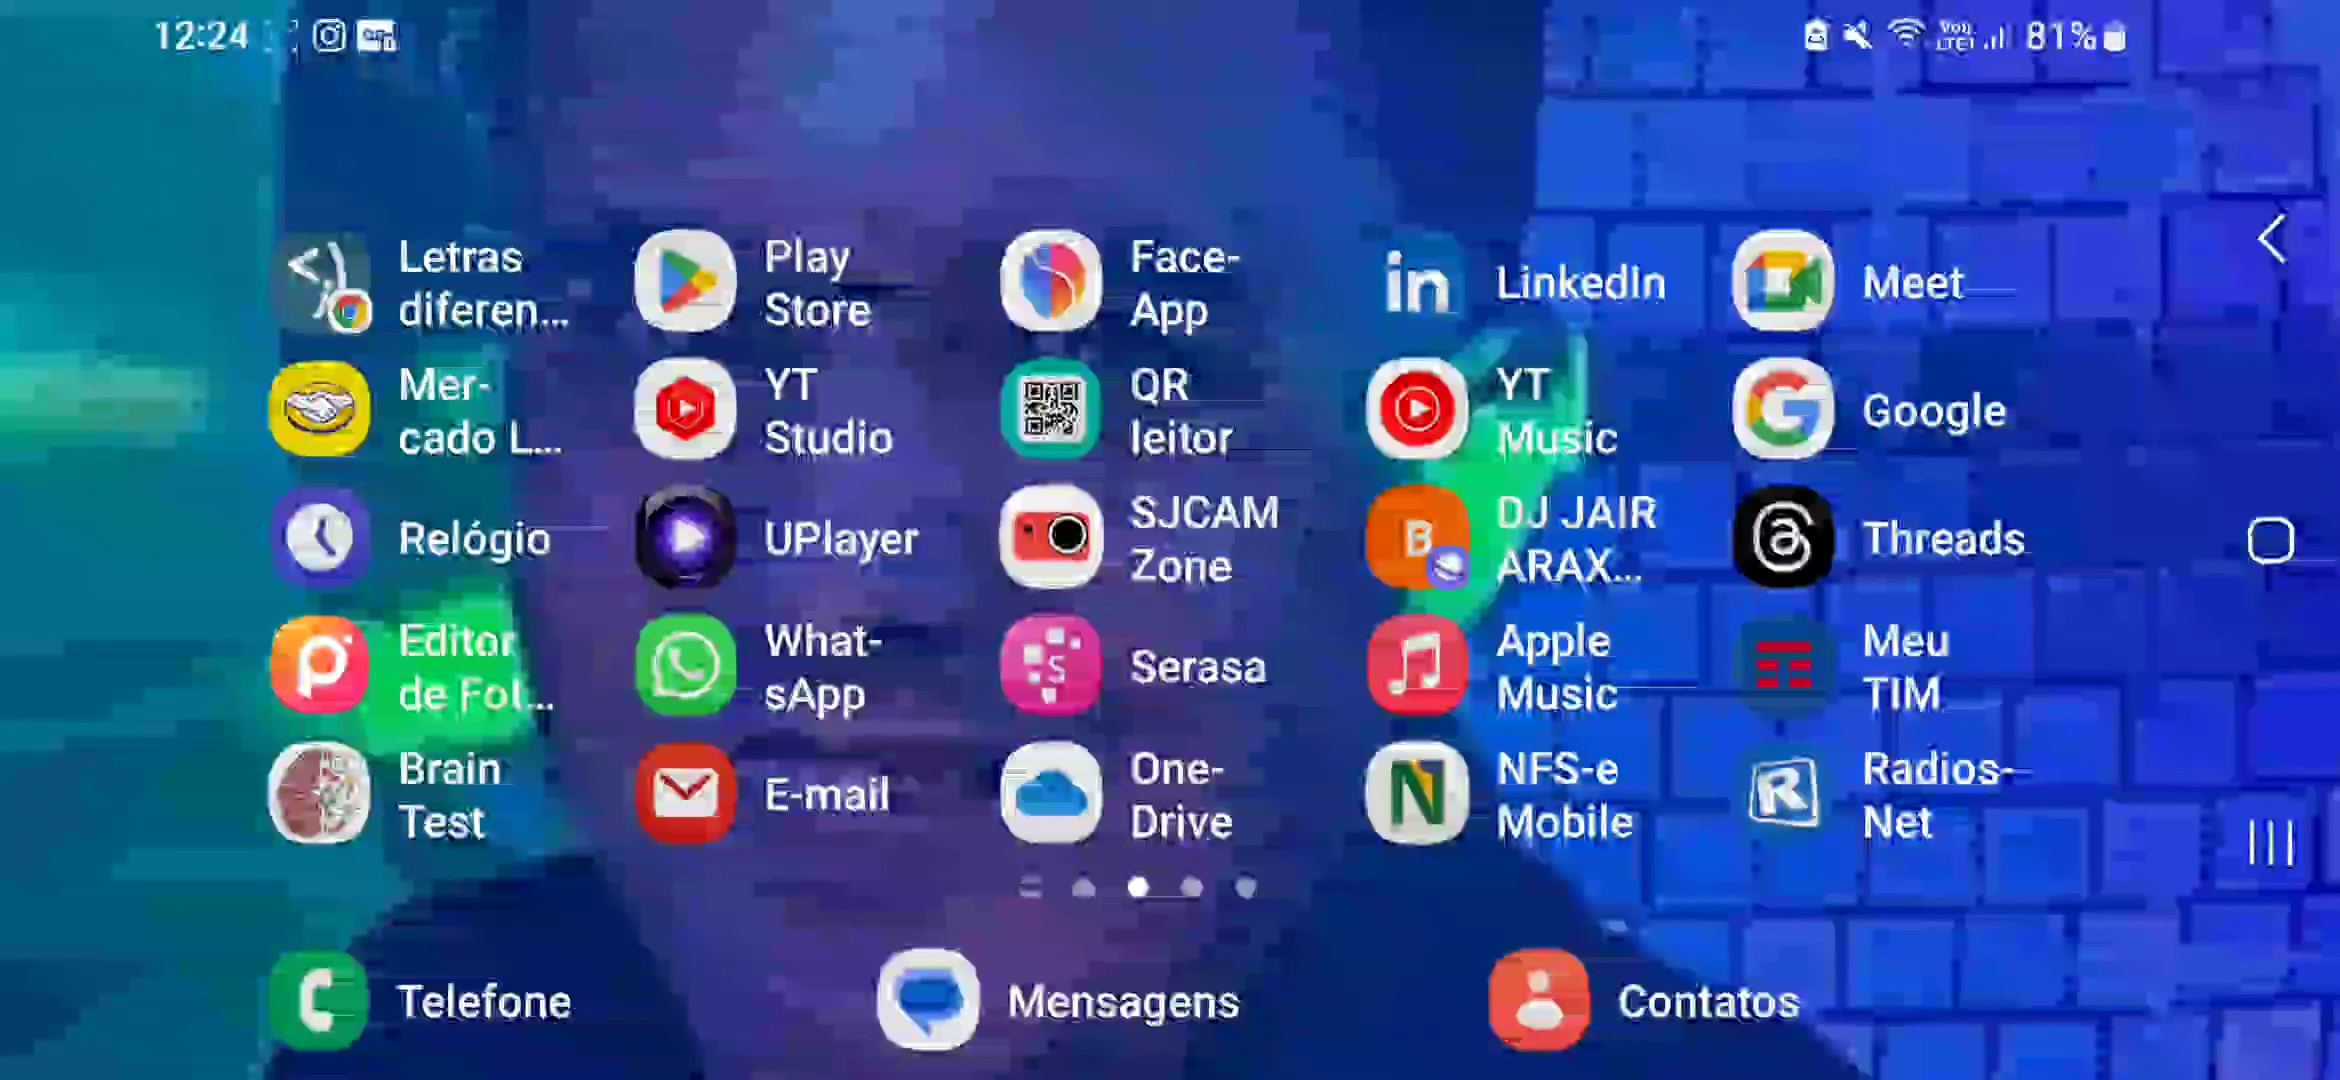 12:24
81%
Letras
diferen...
Play
Store
Face-
App
in
LinkedIn
Meet
Mer-
cado L...
YT
Studio
QR
leitor
YT
Music
Google
Relógio
UPlayer
SJCAM
Zone
B
DJ JAIR
ARAX...
Threads
Editor
de Fot...
What-
sApp
S
Serasa
Apple
Music
Meu
TIM
Brain
Test
E-mail
One-
Drive
N
NFS-e
Mobile
R
Radios-
Net
Telefone
Mensagens
Contatos